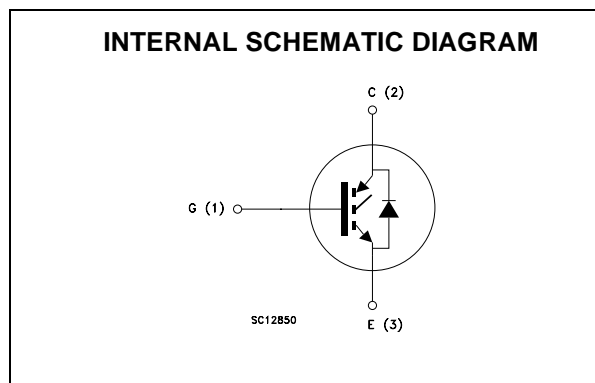 INTERNAL SCHEMATIC DIAGRAM
C (2)
G (1)
SC12850
E (3)